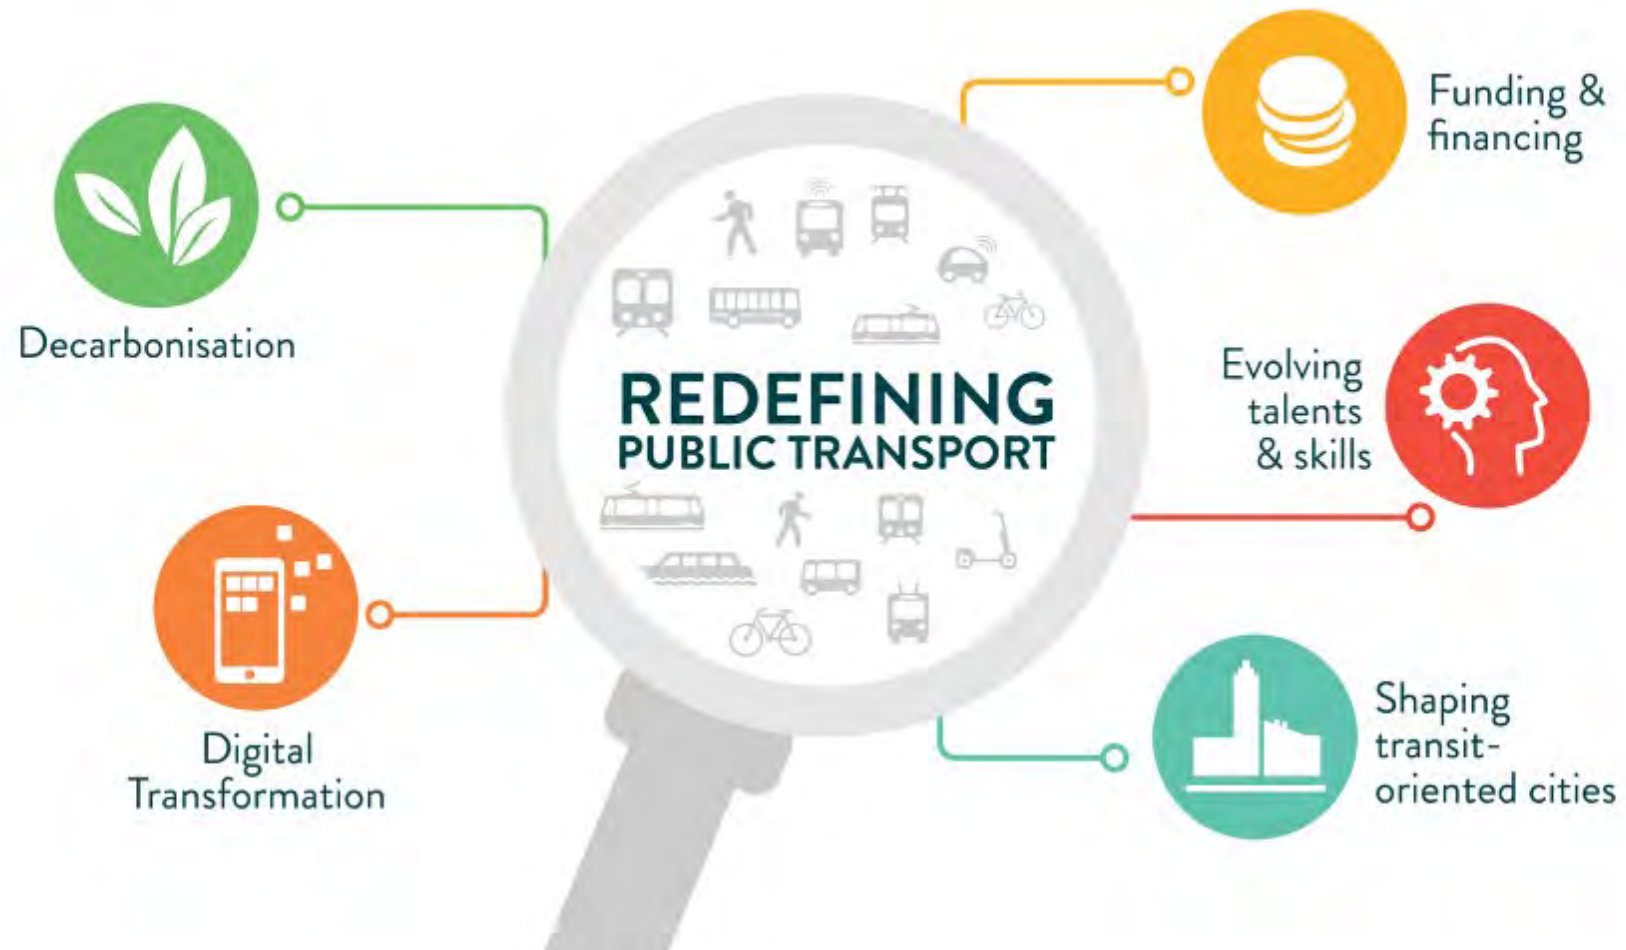 Funding &
financing
Decarbonisation
Evolving
talents
& skills
REDEFINING
PUBLIC TRANSPORT
Digital
Transformation
Shaping
transit-
oriented cities